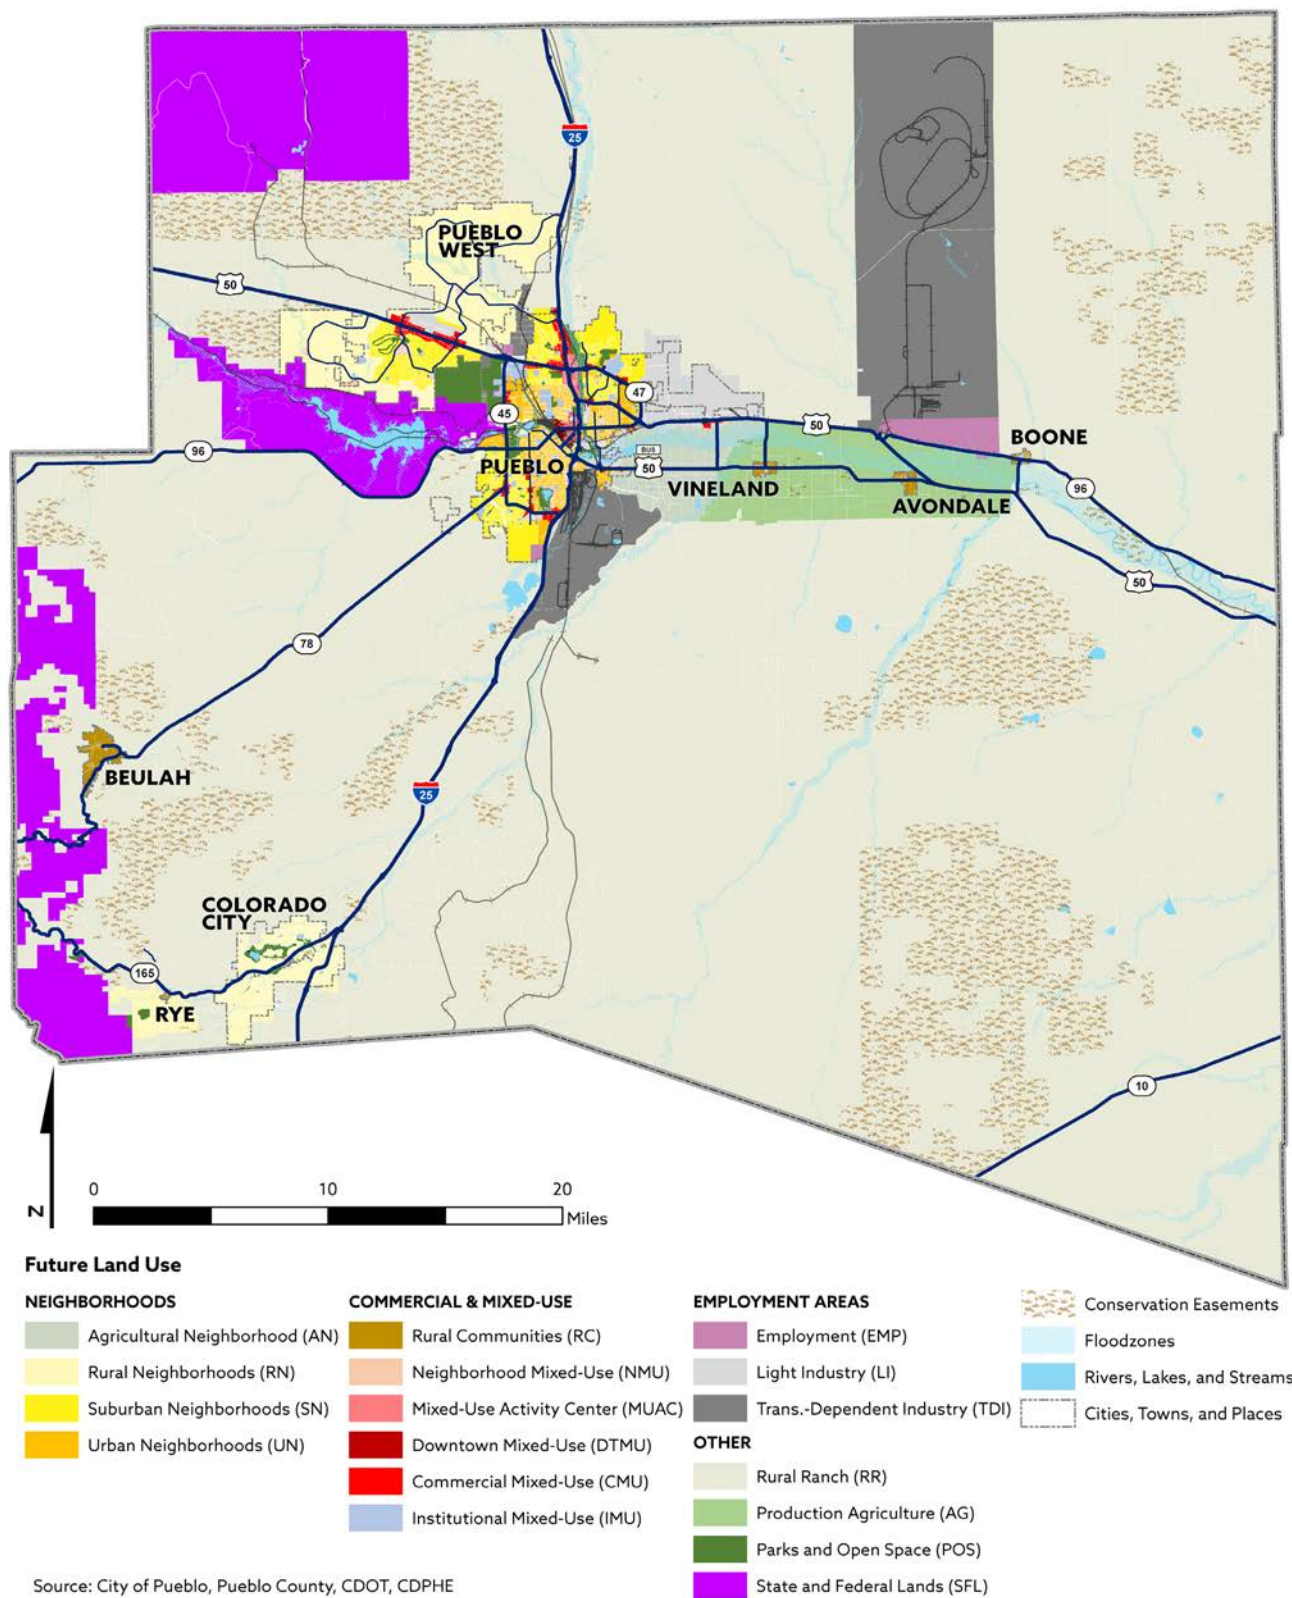 25
PUEBLO
WEST
50
47
45
50
BOONE
96
BUS
50
PUEBLO
VINELAND
AVONDALE
96
50
78
BEULAH
25
COLORADO
CITY
165
RYE
10
N
0 10 20
Miles
Future Land Use
NEIGHBORHOODS
Agricultural Neighborhood (AN)
Rural Neighborhoods (RN)
Suburban Neighborhoods (SN)
Urban Neighborhoods (UN)
COMMERCIAL & MIXED-USE
Rural Communities (RC)
Neighborhood Mixed-Use (NMU)
Mixed-Use Activity Center (MUAC)
Downtown Mixed-Use (DTMU)
Commercial Mixed-Use (CMU)
Institutional Mixed-Use (IMU)
EMPLOYMENT AREAS
Employment (EMP)
Light Industry (LI)
Trans.-Dependent Industry (TDI)
OTHER
Rural Ranch (RR)
Production Agriculture (AG)
Parks and Open Space (POS)
State and Federal Lands (SFL)
Conservation Easements
Floodzones
Rivers, Lakes, and Streams
Cities, Towns, and Places
Source: City of Pueblo, Pueblo County, CDOT, CDPHE